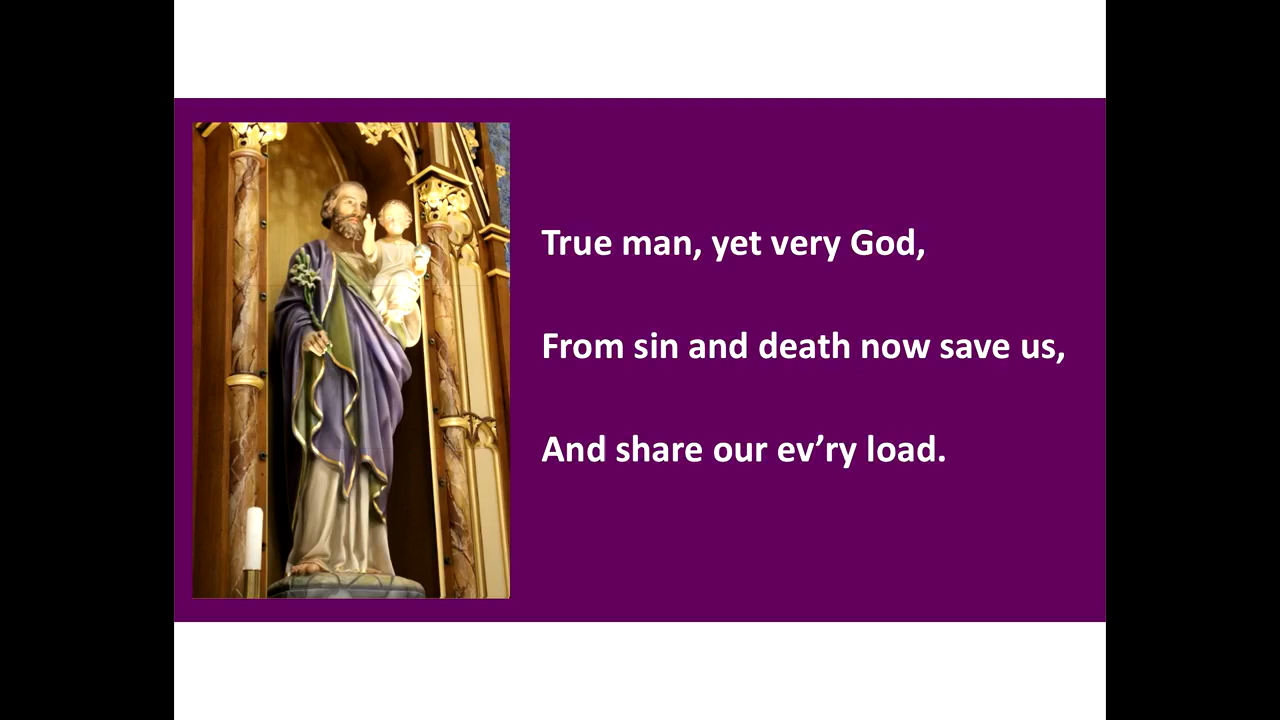 True man, yet very God,
From sin and death now save us,
And share our ev’ry load.